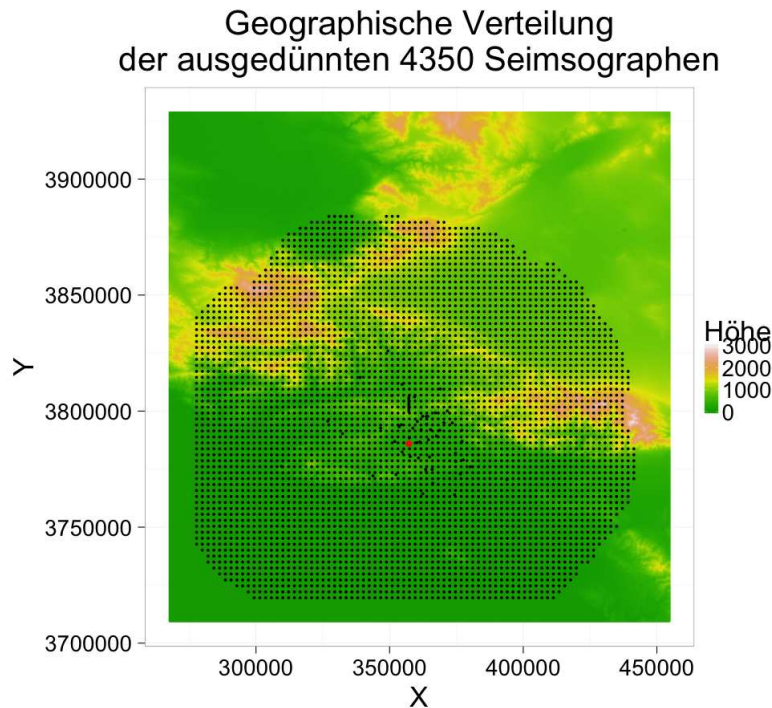 Geographische Verteilung
der ausgedünnten 4350 Seimsographen
3900000
3850000
3800000
3750000
3700000
Y
300000
350000
400000
450000
X
Höhe
3000
2000
1000
0